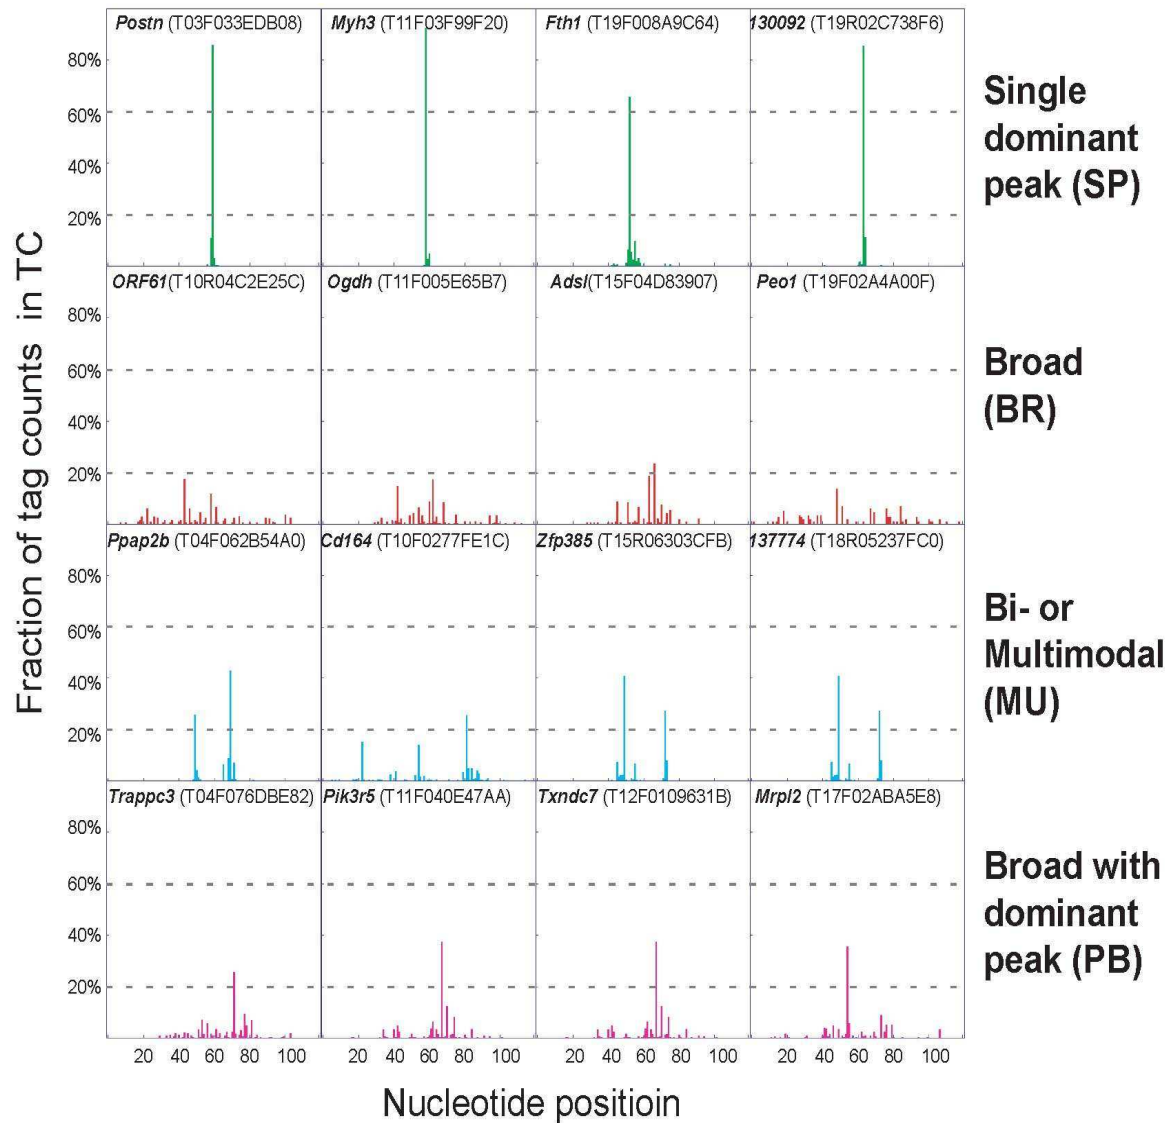 Postn (T03F033EDB08)
Myh3 (T11F03F99F20)
Fth1 (T19F008A9C64)
130092 (T19R02C738F6)
80%
60%
40%
20%
Single
dominant
peak (SP)
ORF61(T10R04C2E25C)
Ogdh (T11F005E65B7)
Adsl(T15F04D83907)
Peo1 (T19F02A4A00F)
80%
60%
40%
20%
Broad
(BR)
Ppap2b (T04F062B54A0)
Cd164 (T10F0277FE1C)
Zfp385 (T15R06303CFB)
137774 (T18R05237FC0)
80%
60%
40%
20%
Bi- or
Multimodal
(MU)
Trappc3 (T04F076DBE82)
Pik3r5 (T11F040E47AA)
Txndc7 (T12F0109631B)
Mrpl2 (T17F02ABA5E8)
80%
60%
40%
20%
Broad with
dominant
peak (PB)
20 40 60 80 100 20 40 60 80 100 20 40 60 80 100 20 40 60 80 100
Nucleotide positioin
Fraction of tag counts in TC